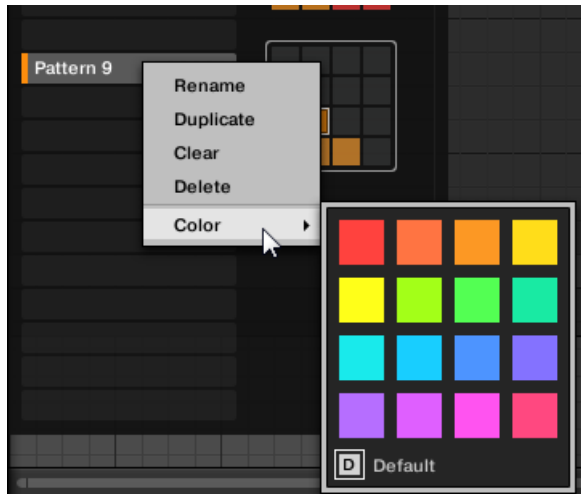 Pattern 9
Rename
Duplicate
Clear
Delete
Color
D Default